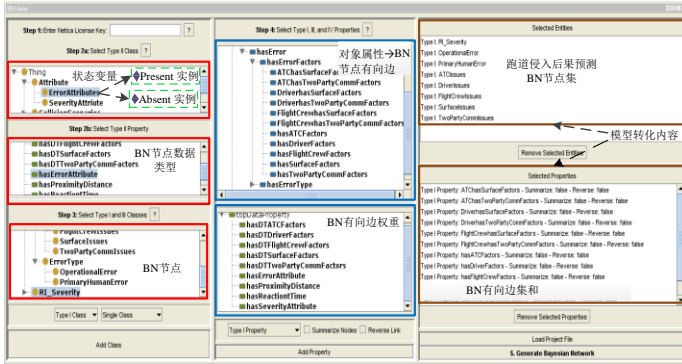 Step 1: Enter Netica License Key:
?
Step 2a: Select Type II Class
?
Thing
Attribute
ErrorAttributes
SeverityAttriute
状态变量
Present 实例
Absent 实例
Step 2b: Select Type II Property
hasDTFlightCrewFactors
hasDTSurfaceFactors
hasDTTwoPartyCommFactors
hasErrorAttribute
hasProximityDistance
hasReactionTime
BN节点数据
类型
Step 3: Select Type I and III Classes
?
FlightCrewIssues
SurfaceIssues
TwoPartyCommIssues
ErrorType
OperationalError
PrimaryHumanError
RI_Severity
BN节点
Type I Class
Single Class
Add Class
Step 4: Select Type I, III, and IV Properties
?
hasError
hasErrorFactors
ATChasSurfaceFactors
ATChasTwoPartyCommFactors
DriverhasSurfaceFactors
DriverhasTwoPartyCommFactors
FlightCrewhasSurfaceFactors
FlightCrewhasTwoPartyCommFactors
hasATCFactors
hasDriverFactors
hasFlightCrewFactors
hasSurfaceFactors
hasTwoPartyCommFactors
hasErrorType
对象属性→BN
节点有向边
topDataProperty
hasDTATCFactors
hasDTDriverFactors
hasDTFlightCrewFactors
hasDTSurfaceFactors
hasDTTwoPartyCommFactors
hasErrorAttribute
hasProximityDistance
hasReactionTime
hasSeverityAttribute
BN有向边权重
Type I Property
Summarize Nodes
Reverse Link
Add Property
Selected Entities
Type I: RI_Severity
Type I: OperationalError
Type I: PrimaryHumanError
Type I: ATCIssues
Type I: DriverIssues
Type I: FlightCrewIssues
Type I: SurfaceIssues
Type I: TwoPartyCommIssues
跑道侵入后果预测
BN节点集
模型转化内容
Remove Selected Entities
Selected Properties
Type I Property: ATChasSurfaceFactors - Summarize: false - Reverse: false
Type I Property: ATChasTwoPartyCommFactors - Summarize: false - Reverse: false
Type I Property: DriverhasSurfaceFactors - Summarize: false - Reverse: false
Type I Property: DriverhasTwoPartyCommFactors - Summarize: false - Reverse: false
Type I Property: FlightCrewhasSurfaceFactors - Summarize: false - Reverse: false
Type I Property: FlightCrewhasTwoPartyCommFactors - Summarize: false - Reverse: false
Type I Property: hasATCFactors - Summarize: false - Reverse: false
Type I Property: hasDriverFactors - Summarize: false - Reverse: false
Type I Property: hasFlightCrewFactors - Summarize: false - Reverse: false
BN有向边集和
Remove Selected Properties
Load Project File
5. Generate Bayesian Network